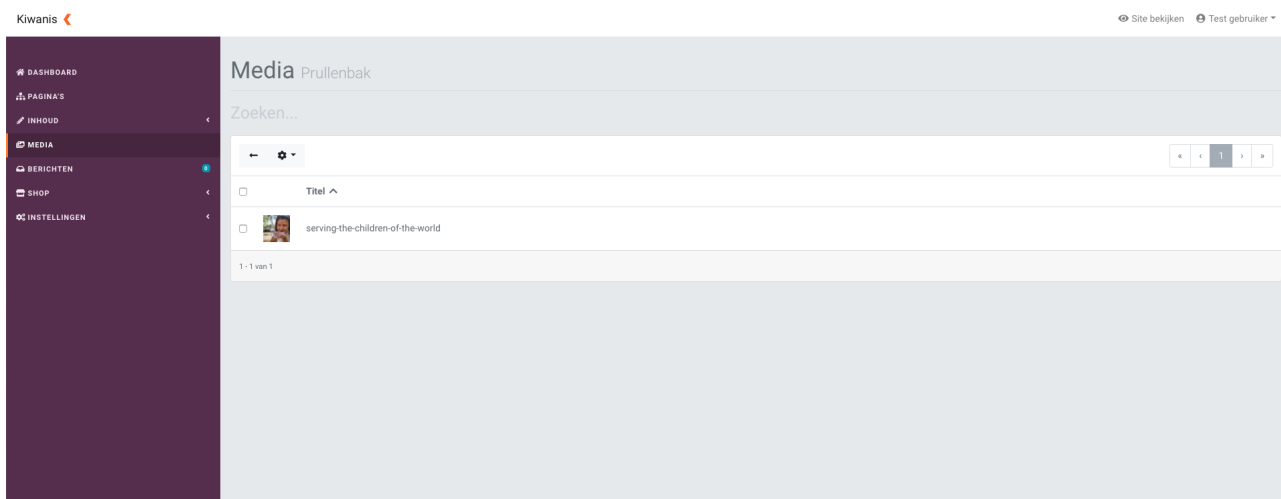 Kiwanis
Site bekijken Test gebruiker
DASHBOARD
PAGINA'S
INHOUD
MEDIA
BERICHTEN 0
SHOP
INSTELLINGEN
Media Prullenbak
Zoeken...
« ‹ 1 › »
Titel
serving-the-children-of-the-world
1 - 1 van 1